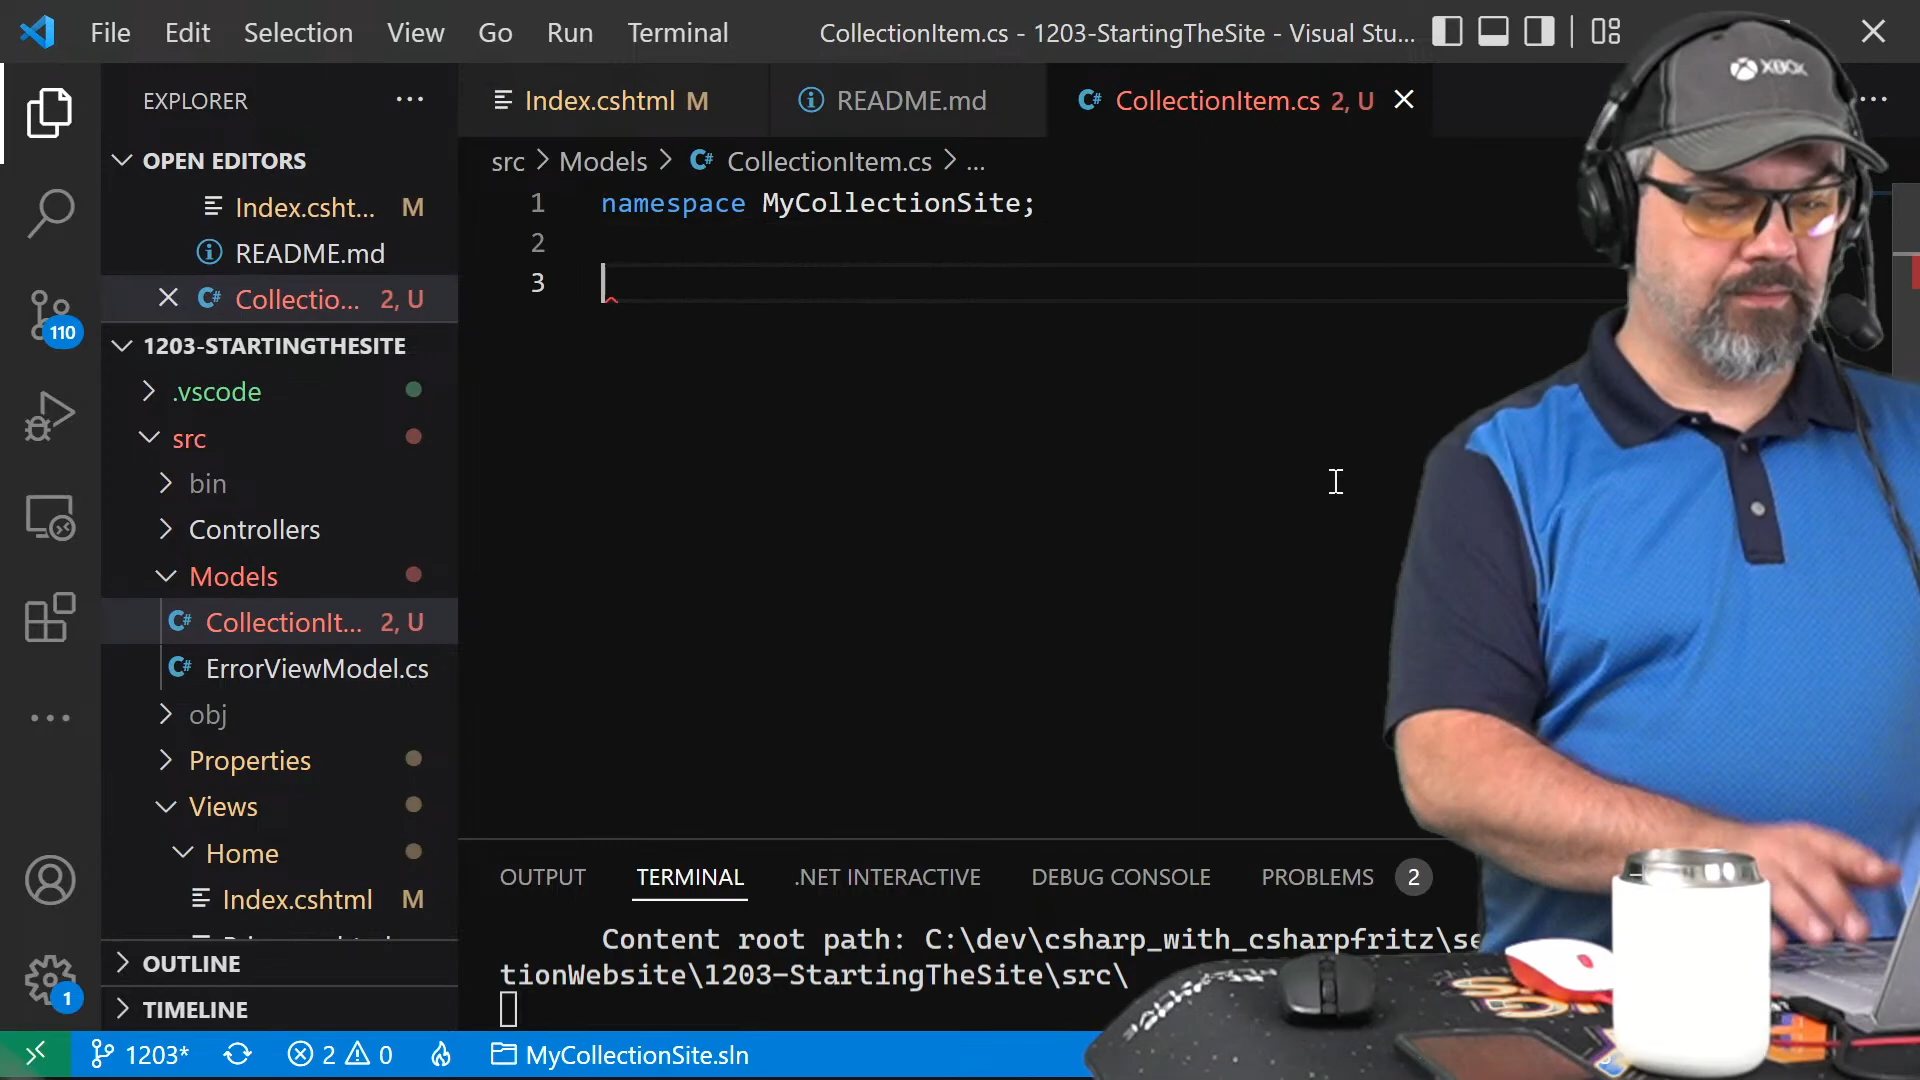 File Edit Selection View Go Run Terminal CollectionItem.cs - 1203-StartingTheSite - Visual Stu...
XBOX
EXPLORER
Index.cshtml M README.md CollectionItem.cs 2, U
OPEN EDITORS
src > Models > CollectionItem.cs > ...
Index.csht... M
README.md
Collectio... 2, U
1 namespace MyCollectionSite;
2
3
110
1203-STARTINGTHESITE
.vscode
src
bin
Controllers
Models
CollectionIt... 2, U
ErrorViewModel.cs
obj
Properties
Views
Home
Index.cshtml M
OUTPUT TERMINAL .NET INTERACTIVE DEBUG CONSOLE PROBLEMS 2
Content root path: C:\dev\csharp_with_csharpfritz\se
tionWebsite\1203-StartingTheSite\src\
OUTLINE
1
TIMELINE
1203* 2 0 MyCollectionSite.sln